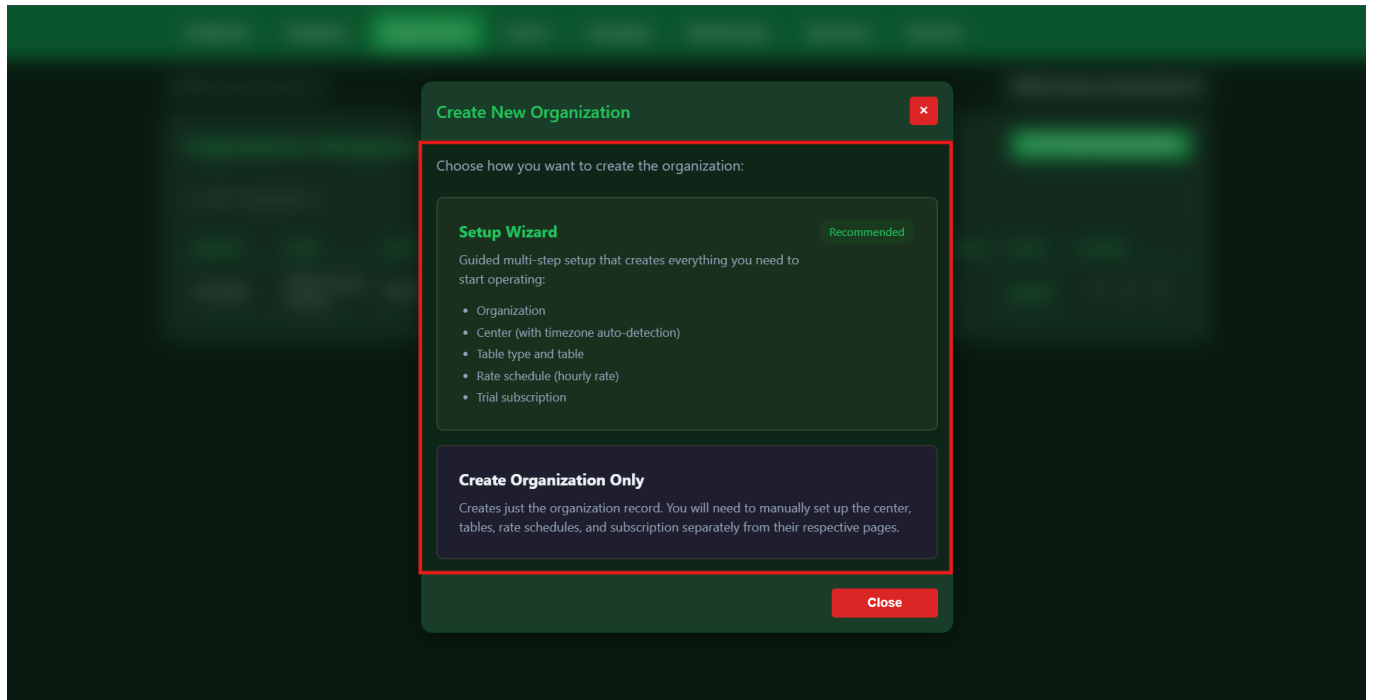 Create New Organization
×
Choose how you want to create the organization:
Setup Wizard
Recommended
Guided multi-step setup that creates everything you need to
start operating:
• Organization
• Center (with timezone auto-detection)
• Table type and table
• Rate schedule (hourly rate)
• Trial subscription
Create Organization Only
Creates just the organization record. You will need to manually set up the center,
tables, rate schedules, and subscription separately from their respective pages.
Close